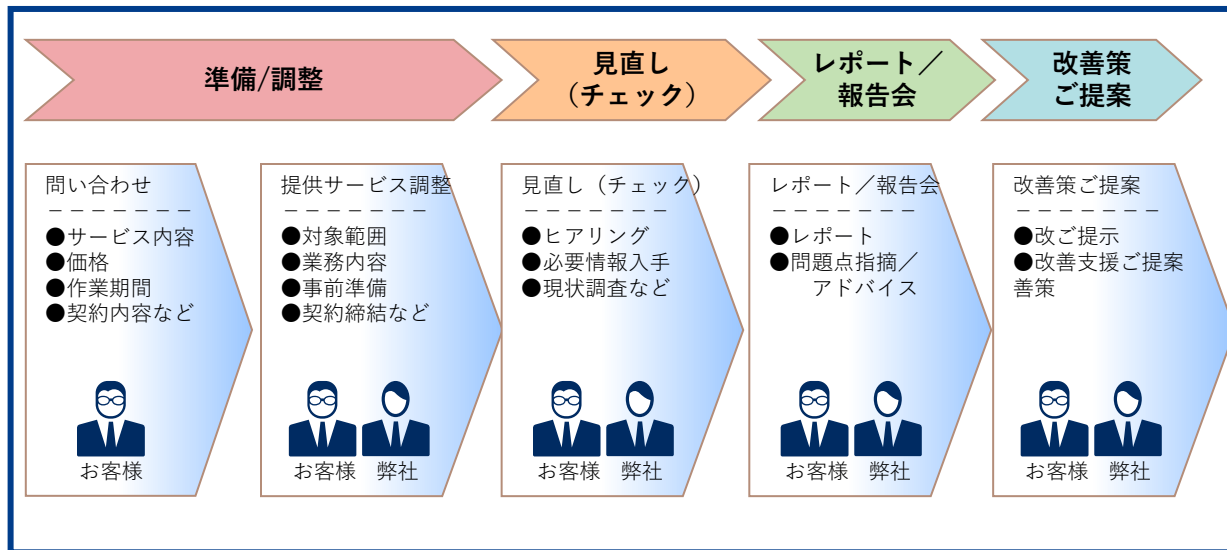 準備/調整
見直し
（チェック）
レポート／
報告会
改善策
ご提案
問い合わせ
－－－－－－－
●サービス内容
●価格
●作業期間
●契約内容など
お客様
提供サービス調整
－－－－－－－
●対象範囲
●業務内容
●事前準備
●契約締結など
お客様 弊社
見直し（チェック）
－－－－－－－
●ヒアリング
●必要情報入手
●現状調査など
お客様 弊社
レポート／報告会
－－－－－－－
●レポート
●問題点指摘／
アドバイス
お客様 弊社
改善策ご提案
－－－－－－－
●改ご提示
●改善支援ご提案
善策
お客様 弊社